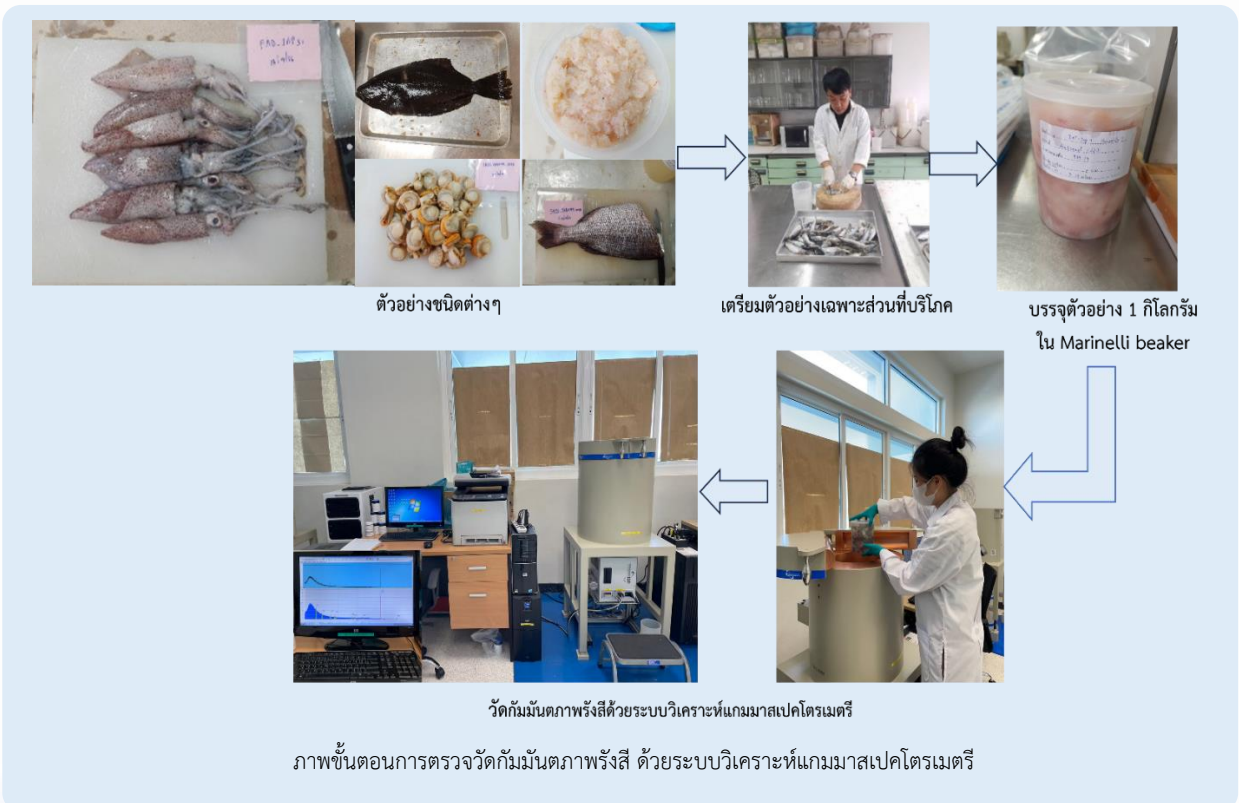 ตัวอย่างชนิดต่างๆ
เตรียมตัวอย่างเฉพาะส่วนที่บริโภค
บรรจุตัวอย่าง 1 กิโลกรัม
ใน Marinelli beaker
วัดกัมมันตภาพรังสีด้วยระบบวิเคราะห์แกมมาสเปคโตรเมตรี
ภาพขั้นตอนการตรวจวัดกัมมันตภาพรังสี ด้วยระบบวิเคราะห์แกมมาสเปคโตรเมตรี